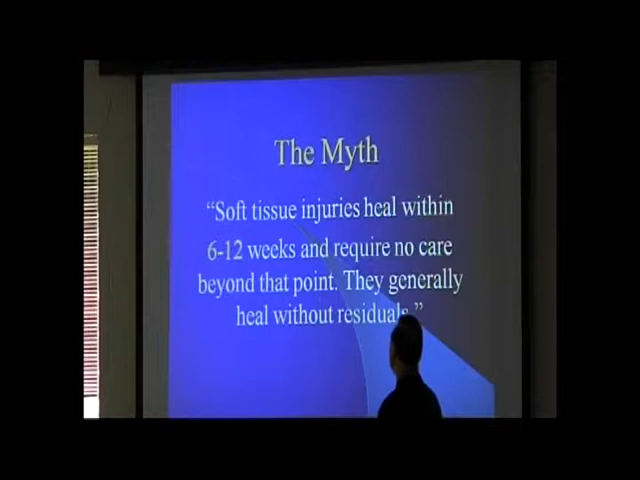 The Myth
“Soft tissue injuries heal within
6-12 weeks and require no care
beyond that point. They generally
heal without residuals.”